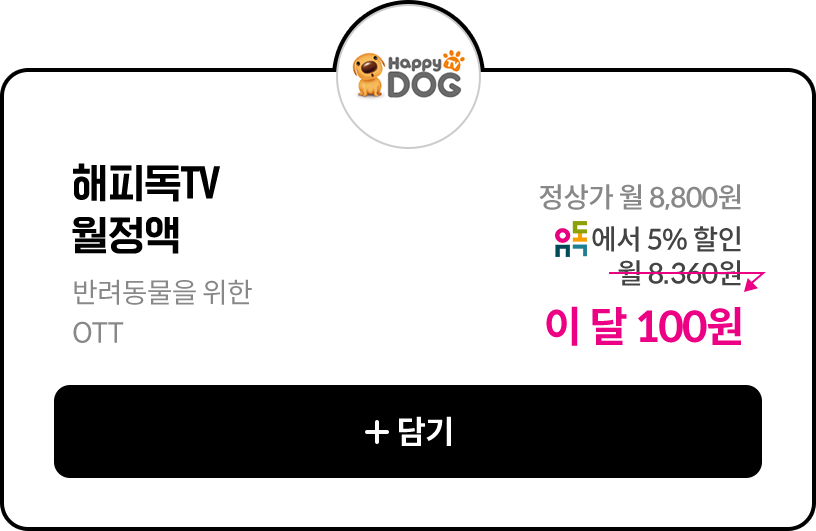 Happy TV
DOG
해피독TV
월정액
반려동물을 위한
OTT
정상가 월 8,800원
유독에서 5% 할인
월 8.360원
이 달 100원
+ 담기